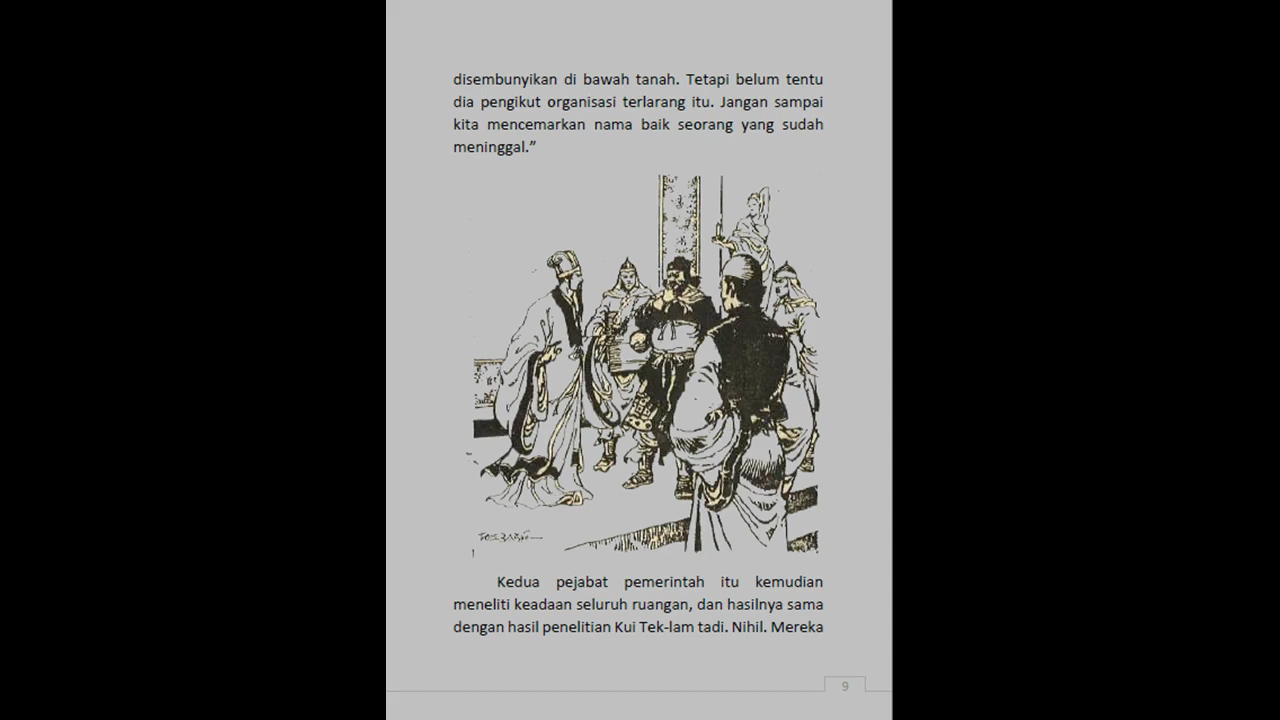 disembunyikan di bawah tanah. Tetapi belum tentu
dia pengikut organisasi terlarang itu. Jangan sampai
kita mencemarkan nama baik seorang yang sudah
meninggal.”
Kedua pejabat pemerintah itu kemudian
meneliti keadaan seluruh ruangan, dan hasilnya sama
dengan hasil penelitian Kui Tek-lam tadi. Nihil. Mereka
9